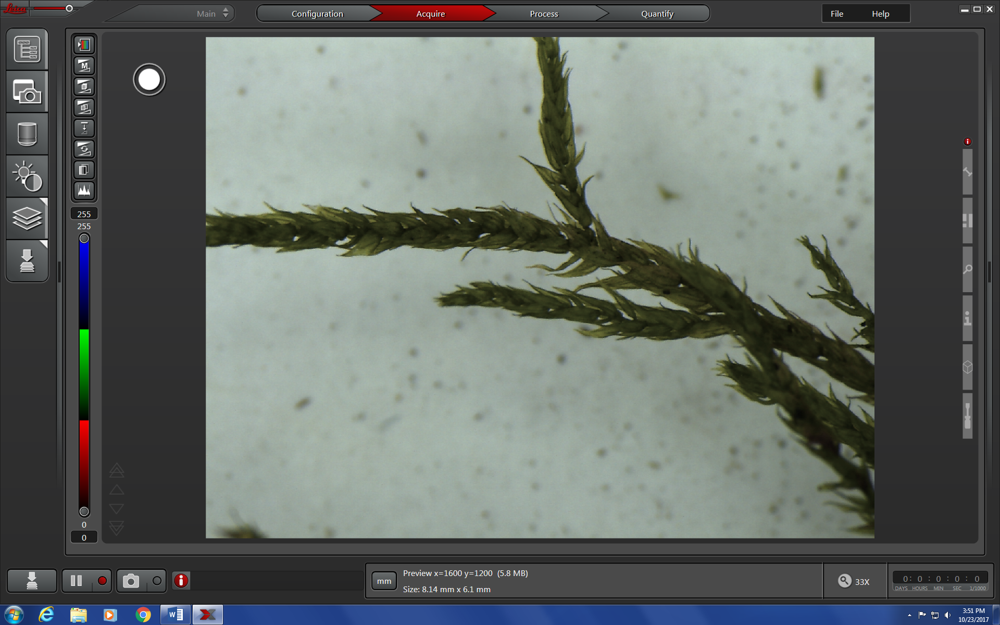 Leica
Main
Configuration
Acquire
Process
Quantify
File
Help
M
255
255
0
0
mm
Preview x=1600 y=1200 (5.8 MB)
Size: 8.14 mm x 6.1 mm
33X
0: 0 : 0 : 0 : 0
DAYS HOURS MIN SEC 1/1000
W
3:51 PM
10/23/2017